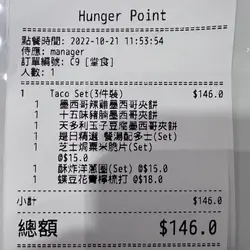 Hunger Point
點餐時間: 2022-10-21 11:53:54
侍應: manager
訂單編號: C9 [堂食]
人數: 1
1 Taco Set(3件裝) $146.0
1 墨西哥辣雞墨西哥夾餅
1 十五味豬腩墨西哥夾餅
1 天多利玉子豆腐墨西哥夾餅
1 是日精選 餐湯配多士(Set)
1 芝士焗粟米脆片(Set)
@$15.0
1 酥炸洋葱圈(Set) @$15.0
1 蝶豆花青檸梳打 @$18.0
小計 $146.0
總額 $146.0